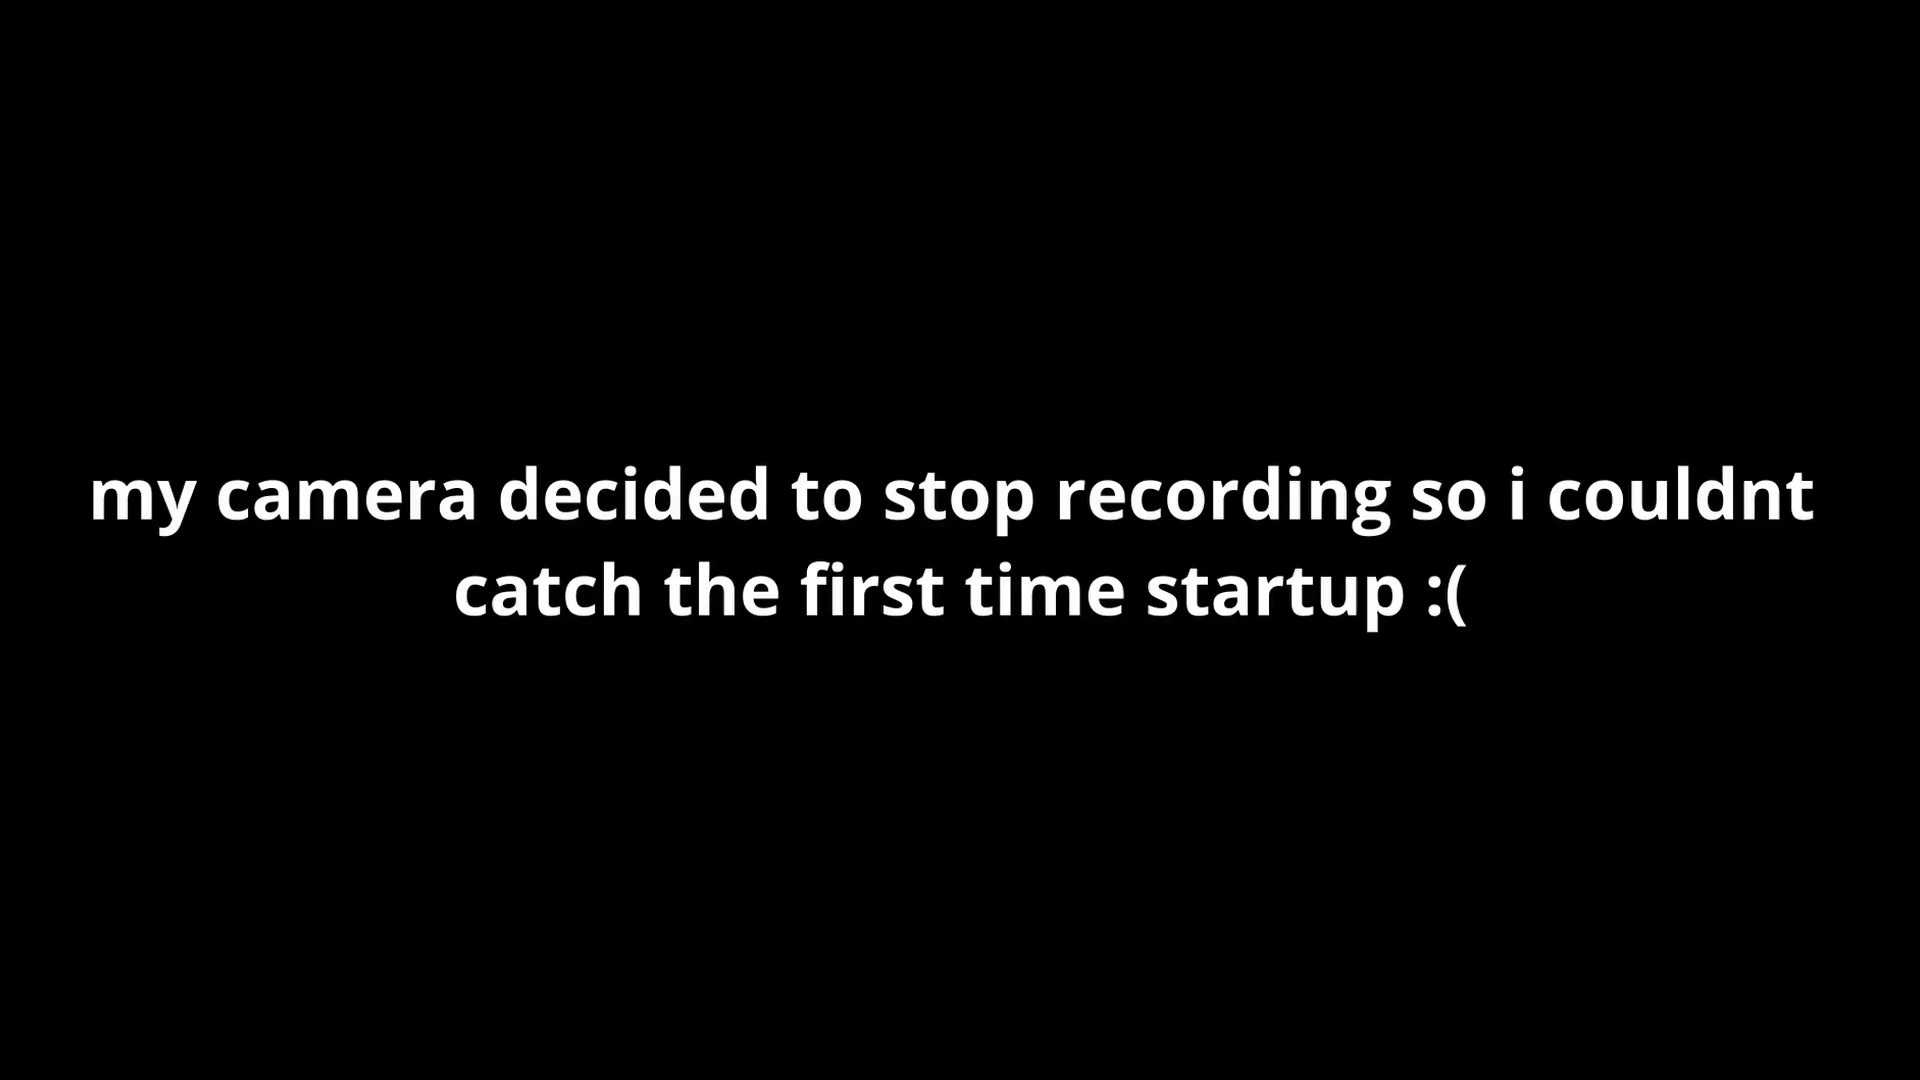 my camera decided to stop recording so i couldnt
catch the first time startup :(